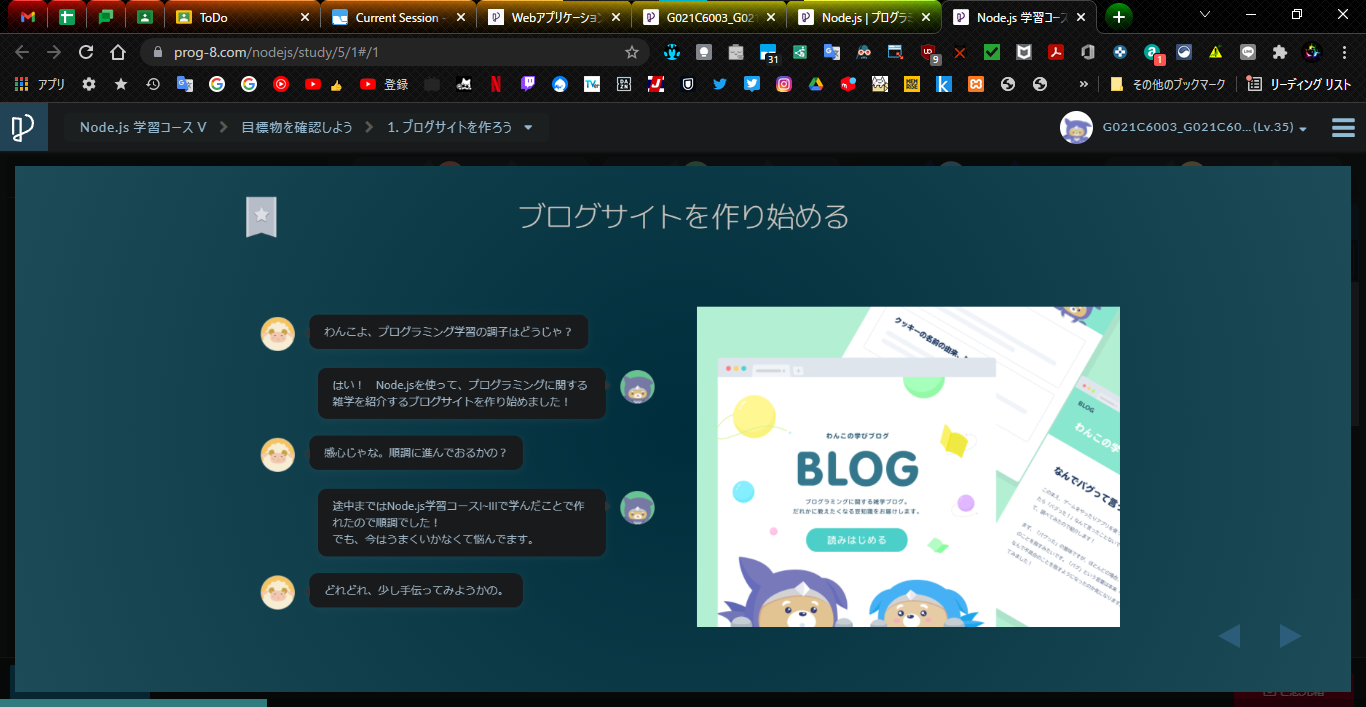 ToDo
Current Session -
Webアプリケーション
G021C6003_G021
Node.js | プログラミ
Node.js 学習コース
prog-8.com/nodejs/study/5/1#/1
31
9
1
アプリ
登録
»
その他のブックマーク
リーディング リスト
Node.js 学習コース V
目標物を確認しよう
1. ブログサイトを作ろう
G021C6003_G021C60...(Lv.35)
ブログサイトを作り始める
わんこよ、プログラミング学習の調子はどうじゃ？
はい！　Node.jsを使って、プログラミングに関する
雑学を紹介するブログサイトを作り始めました！
感心じゃな。順調に進んでおるかの？
途中まではNode.js学習コースI~IIIで学んだことで作
れたので順調でした！
でも、今はうまくいかなくて悩んでます。
どれどれ、少し手伝ってみようかの。
クッキーの名前の由来、
わんこの学びブログ
BLOG
プログラミングに関する雑学ブログ。
だれかに教えたくなる豆知識をお届けします。
読みはじめる
BLOG
わんこの学
なんでバグって言う